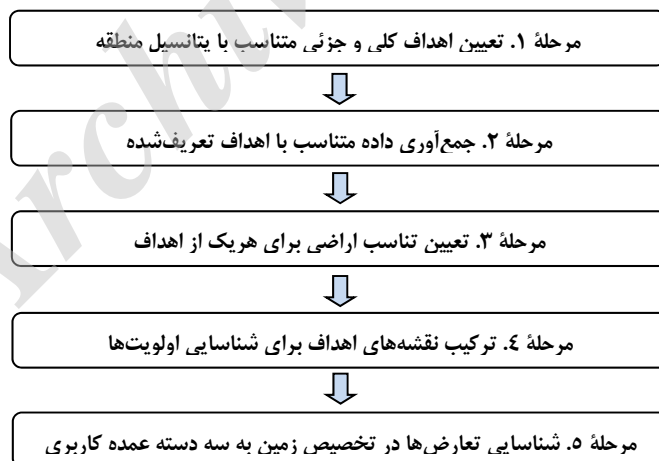 مرحلهٔ ۱. تعیین اهداف کلی و جزئی متناسب با پتانسیل منطقه
مرحلهٔ ۲. جمع‌آوری داده متناسب با اهداف تعریف‌شده
مرحلهٔ ۳. تعیین تناسب اراضی برای هریک از اهداف
مرحلهٔ ٤. ترکیب نقشه‌های اهداف برای شناسایی اولویت‌ها
مرحلهٔ ٥. شناسایی تعارض‌ها در تخصیص زمین به سه دسته عمده کاربری